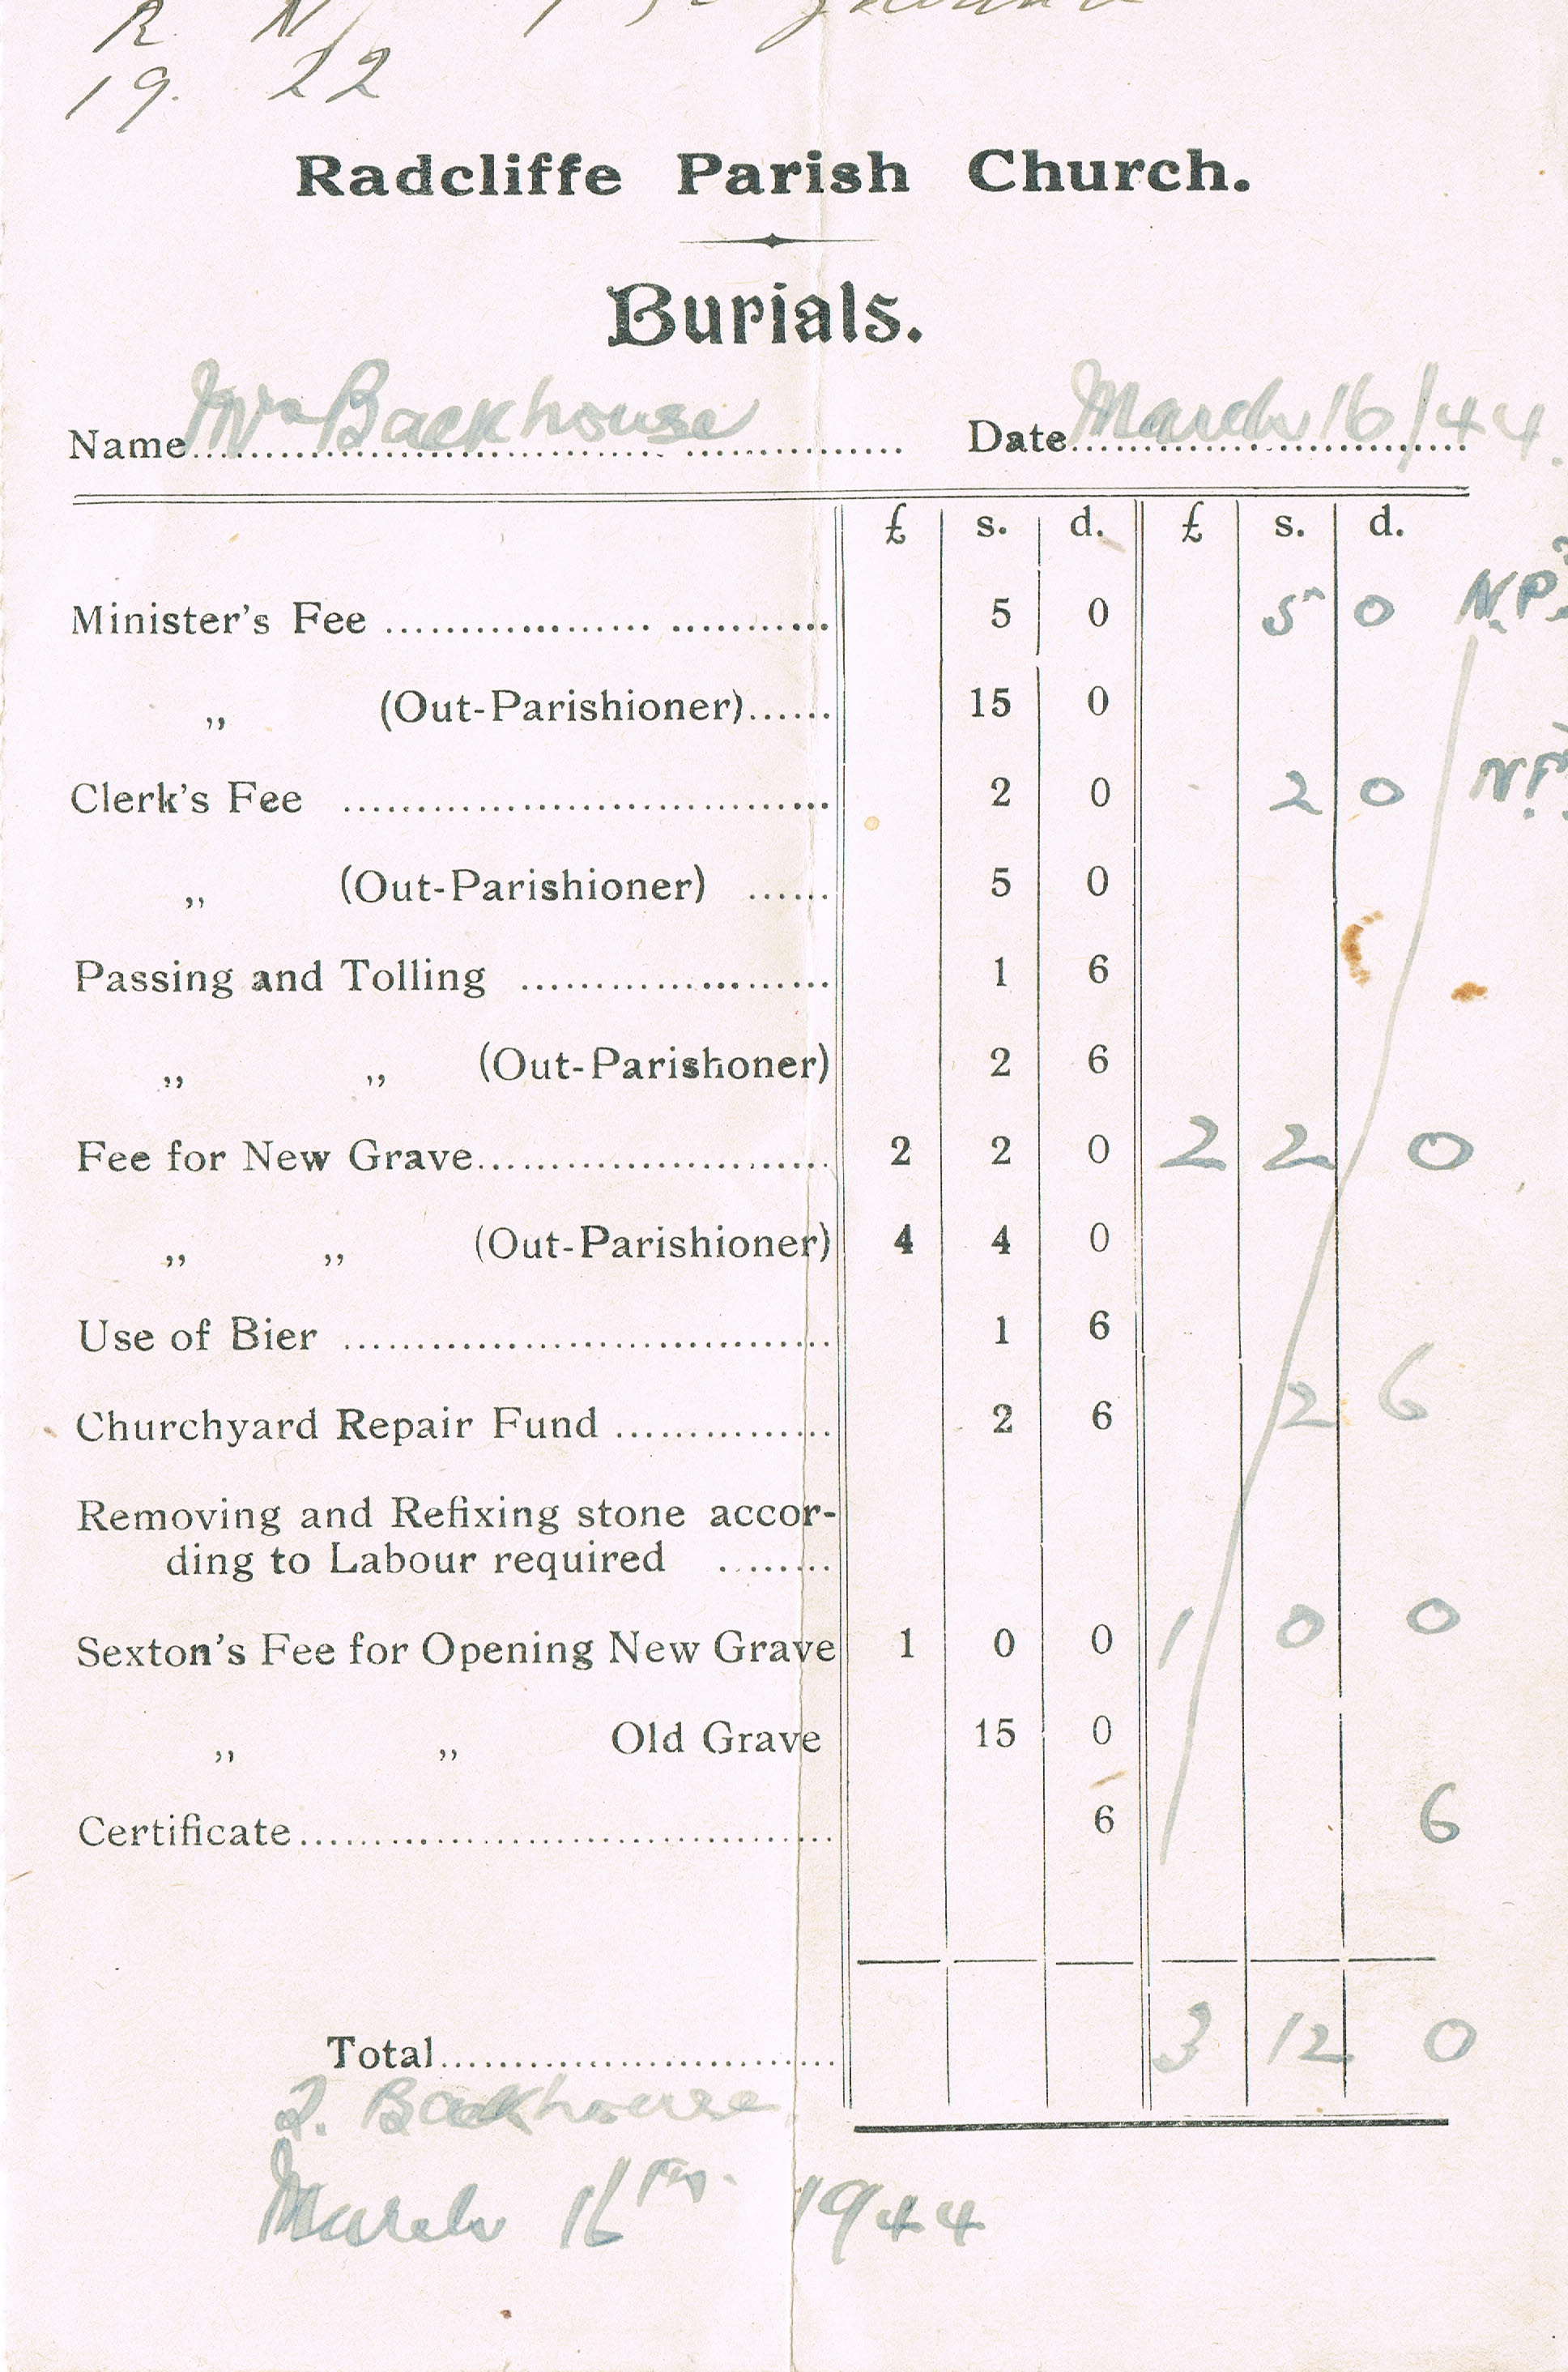 19. 22
Radcliffe Parish Church.
Burials.
Name Mrs Backhouse Date March 16/44.
£ s. d. £ s. d.
Minister's Fee 5 0 5 0 N.P.
„ (Out-Parishioner) 15 0
Clerk's Fee 2 0 2 0
„ (Out-Parishioner) 5 0
Passing and Tolling 1 6
„ „ (Out-Parishoner) 2 6
Fee for New Grave 2 2 0 2 2 0
„ „ (Out-Parishioner) 4 4 0
Use of Bier 1 6
Churchyard Repair Fund 2 6 2 6
Removing and Refixing stone accor-
ding to Labour required
Sexton's Fee for Opening New Grave 1 0 0 1 0 0
„ „ Old Grave 15 0
Certificate 6 6
Total 3 12 0
Backhouse
March 16th. 1944